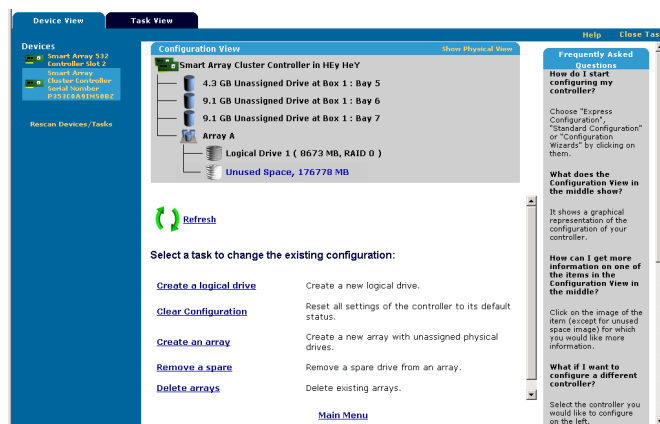 Device View
Task View
Help
Close Tas
Devices
Smart Array 532
Controller Slot 2
Smart Array
Cluster Controller
Serial Number
Rescan Devices/Tasks
Configuration View
Show Physical View
Smart Array Cluster Controller in HEy HeY
4.3 GB Unassigned Drive at Box 1 : Bay 5
9.1 GB Unassigned Drive at Box 1 : Bay 6
9.1 GB Unassigned Drive at Box 1 : Bay 7
Array A
Logical Drive 1 ( 8673 MB, RAID 0 )
Unused Space, 176778 MB
Refresh
Select a task to change the existing configuration:
Create a logical drive
Create a new logical drive.
Clear Configuration
Reset all settings of the controller to its default
status.
Create an array
Create a new array with unassigned physical
drives.
Remove a spare
Remove a spare drive from an array.
Delete arrays
Delete existing arrays.
Main Menu
Frequently Asked
Questions
How do I start
configuring my
controller?
Choose "Express
Configuration",
"Standard Configuration"
or "Configuration
Wizards" by clicking on
them.
What does the
Configuration View in
the middle show?
It shows a graphical
representation of the
configuration of your
controller.
How can I get more
information on one of
the items in the
Configuration View in
the middle?
Click on the image of the
item (except for unused
space image) for which
you would like more
information.
What if I want to
configure a different
controller?
Select the controller you
would like to configure
on the left.